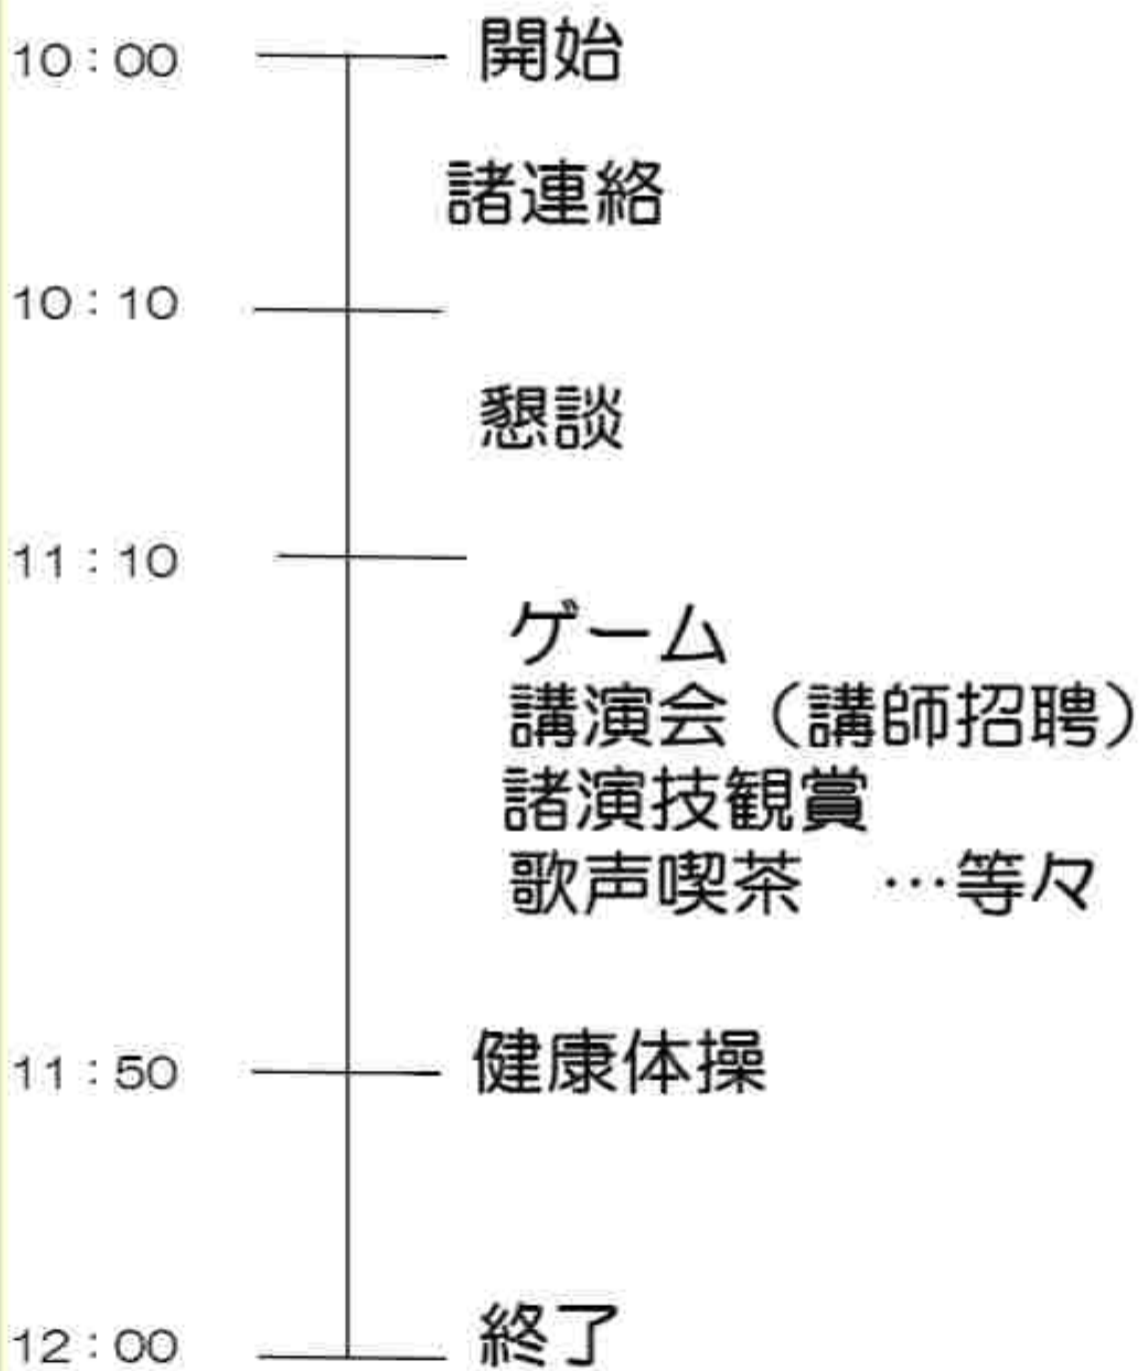 10:00 開始
諸連絡
10:10
懇談
11:10
ゲーム
講演会（講師招聘）
諸演技観賞
歌声喫茶　…等々
11:50 健康体操
12:00 終了